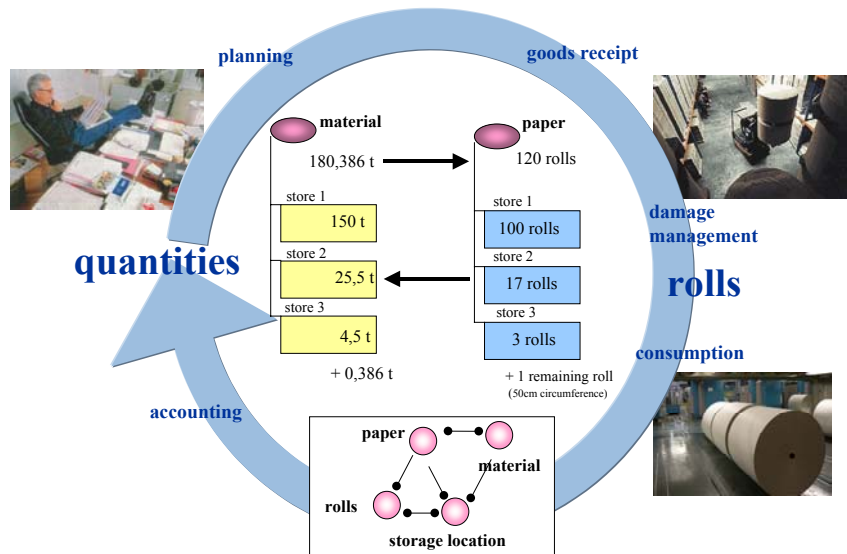 planning
goods receipt
material
paper
180,386 t
120 rolls
store 1
150 t
store 1
100 rolls
damage
management
quantities
store 2
25,5 t
store 2
17 rolls
rolls
store 3
4,5 t
store 3
3 rolls
consumption
+ 0,386 t
+ 1 remaining roll
(50cm circumference)
accounting
paper
material
rolls
storage location